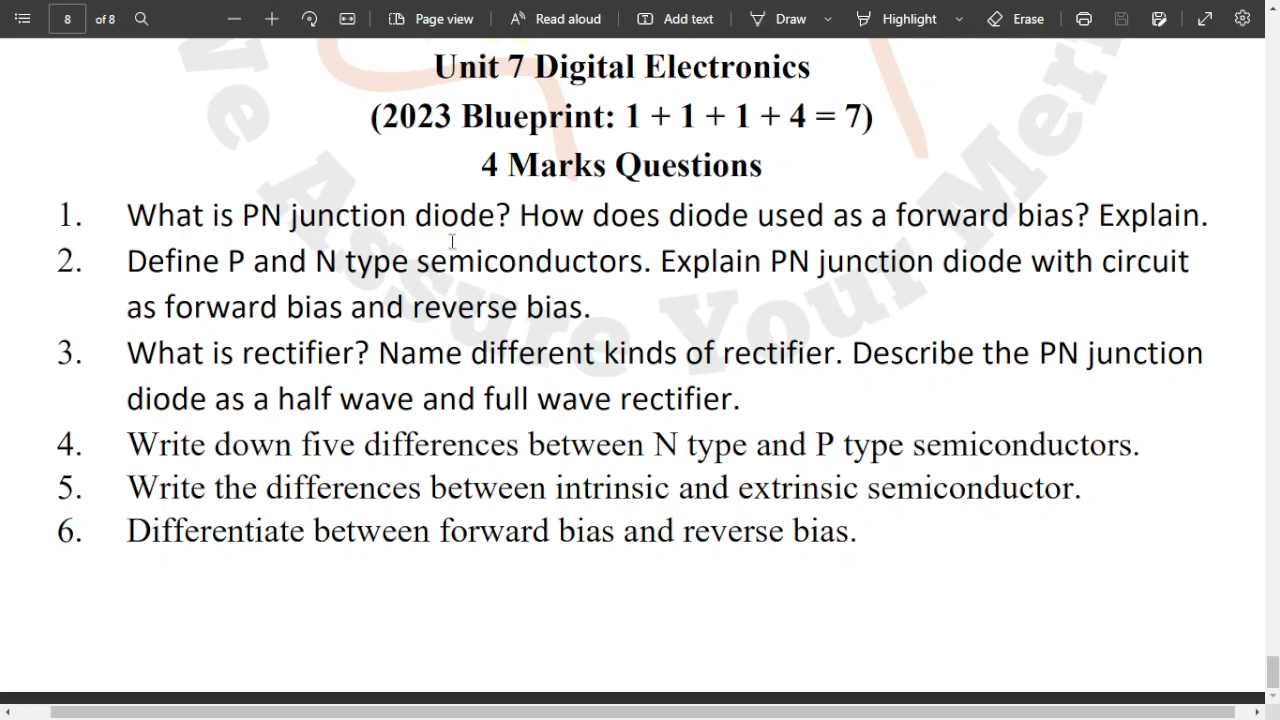 8 of 8 Page view Read aloud Add text Draw Highlight Erase
Unit 7 Digital Electronics
(2023 Blueprint: 1 + 1 + 1 + 4 = 7)
4 Marks Questions
1. What is PN junction diode? How does diode used as a forward bias? Explain.
2. Define P and N type semiconductors. Explain PN junction diode with circuit
as forward bias and reverse bias.
3. What is rectifier? Name different kinds of rectifier. Describe the PN junction
diode as a half wave and full wave rectifier.
4. Write down five differences between N type and P type semiconductors.
5. Write the differences between intrinsic and extrinsic semiconductor.
6. Differentiate between forward bias and reverse bias.
We Assure Your